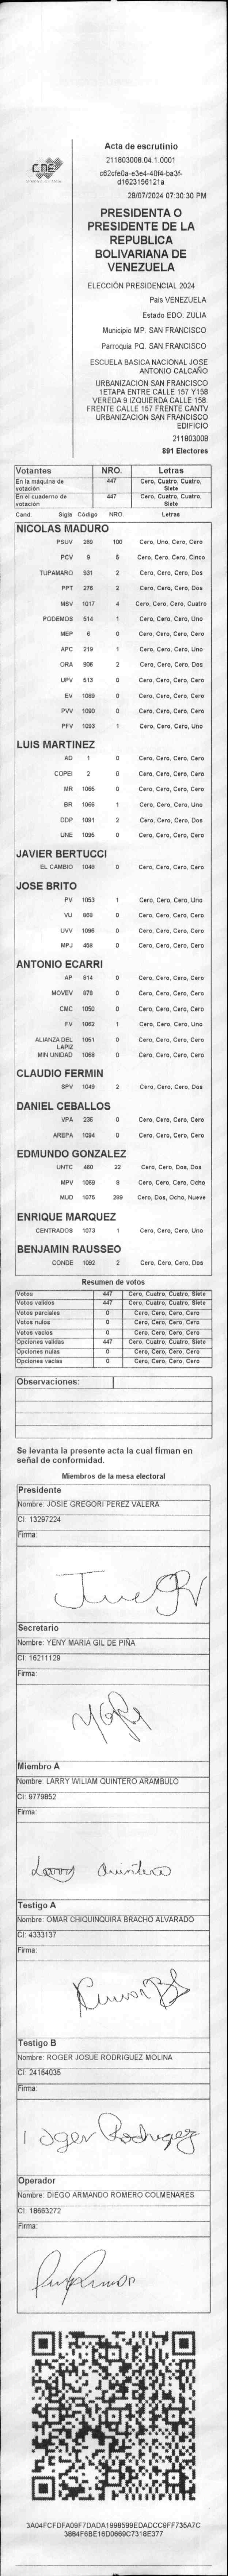 CNE
Acta de escrutinio
211803008.04.1.0001
c62cfe0a-e3e4-40f4-ba3f-
d1623156121a
28/07/2024 07:30:30 PM
PRESIDENTA O
PRESIDENTE DE LA
REPUBLICA
BOLIVARIANA DE
VENEZUELA
ELECCIÓN PRESIDENCIAL 2024
País VENEZUELA
Estado EDO. ZULIA
Municipio MP. SAN FRANCISCO
Parroquia PQ. SAN FRANCISCO
ESCUELA BASICA NACIONAL JOSE
ANTONIO CALCAÑO
URBANIZACION SAN FRANCISCO
1ETAPA ENTRE CALLE 157 Y158
VEREDA 9 IZQUIERDA CALLE 158
FRENTE CALLE 157 FRENTE CANTV
URBANIZACION SAN FRANCISCO
EDIFICIO
211803008
891 Electores
Votantes NRO. Letras
En la máquina de votación 447 Cero, Cuatro, Cuatro, Siete
En el cuaderno de votación 447 Cero, Cuatro, Cuatro, Siete
Cand. Sigla Código NRO. Letras
NICOLAS MADURO
PSUV 269 100 Cero, Uno, Cero, Cero
PCV 9 5 Cero, Cero, Cero, Cinco
TUPAMARO 331 2 Cero, Cero, Cero, Dos
PPT 276 2 Cero, Cero, Cero, Dos
MSV 1017 4 Cero, Cero, Cero, Cuatro
PODEMOS 514 1 Cero, Cero, Cero, Uno
MEP 6 0 Cero, Cero, Cero, Cero
APC 219 1 Cero, Cero, Cero, Uno
ORA 906 2 Cero, Cero, Cero, Dos
UPV 513 0 Cero, Cero, Cero, Cero
EV 1089 0 Cero, Cero, Cero, Cero
PVV 1090 0 Cero, Cero, Cero, Cero
PFV 1093 1 Cero, Cero, Cero, Uno
LUIS MARTINEZ
AD 1 0 Cero, Cero, Cero, Cero
COPEI 2 0 Cero, Cero, Cero, Cero
MR 1065 0 Cero, Cero, Cero, Cero
BR 1066 1 Cero, Cero, Cero, Uno
DDP 1091 2 Cero, Cero, Cero, Dos
UNE 1095 0 Cero, Cero, Cero, Cero
JAVIER BERTUCCI
EL CAMBIO 1048 0 Cero, Cero, Cero, Cero
JOSE BRITO
PV 1053 1 Cero, Cero, Cero, Uno
VU 868 0 Cero, Cero, Cero, Cero
UVV 1096 0 Cero, Cero, Cero, Cero
MPJ 458 0 Cero, Cero, Cero, Cero
ANTONIO ECARRI
AP 814 0 Cero, Cero, Cero, Cero
MOVEV 878 0 Cero, Cero, Cero, Cero
CMC 1050 0 Cero, Cero, Cero, Cero
FV 1062 1 Cero, Cero, Cero, Uno
ALIANZA DEL LAPIZ 1051 0 Cero, Cero, Cero, Cero
MIN UNIDAD 1068 0 Cero, Cero, Cero, Cero
CLAUDIO FERMIN
SPV 1049 2 Cero, Cero, Cero, Dos
DANIEL CEBALLOS
VPA 236 0 Cero, Cero, Cero, Cero
AREPA 1094 0 Cero, Cero, Cero, Cero
EDMUNDO GONZALEZ
UNTC 460 22 Cero, Cero, Dos, Dos
MPV 1069 8 Cero, Cero, Cero, Ocho
MUD 1075 289 Cero, Dos, Ocho, Nueve
ENRIQUE MARQUEZ
CENTRADOS 1073 1 Cero, Cero, Cero, Uno
BENJAMIN RAUSSEO
CONDE 1092 2 Cero, Cero, Cero, Dos
Resumen de votos
Votos 447 Cero, Cuatro, Cuatro, Siete
Votos validos 447 Cero, Cuatro, Cuatro, Siete
Votos parciales 0 Cero, Cero, Cero, Cero
Votos nulos 0 Cero, Cero, Cero, Cero
Votos vacios 0 Cero, Cero, Cero, Cero
Opciones validas 447 Cero, Cuatro, Cuatro, Siete
Opciones nulas 0 Cero, Cero, Cero, Cero
Opciones vacias 0 Cero, Cero, Cero, Cero
Observaciones:
Se levanta la presente acta la cual firman en
señal de conformidad.
Miembros de la mesa electoral
Presidente
Nombre: JOSIE GREGORI PEREZ VALERA
CI: 13297224
Firma:
Secretario
Nombre: YENY MARIA GIL DE PIÑA
CI: 16211129
Firma:
Miembro A
Nombre: LARRY WILIAM QUINTERO ARAMBULO
CI: 9779852
Firma:
Larry Quintero
Testigo A
Nombre: OMAR CHIQUINQUIRA BRACHO ALVARADO
CI: 4333137
Firma:
Testigo B
Nombre: ROGER JOSUE RODRIGUEZ MOLINA
CI: 24164035
Firma:
Roger Rodriguez
Operador
Nombre: DIEGO ARMANDO ROMERO COLMENARES
CI: 18663272
Firma:
3A04FCFDFA09F7DADA1998599EDADCC9FF735A7C
3884F6BE16D0669C7318E377